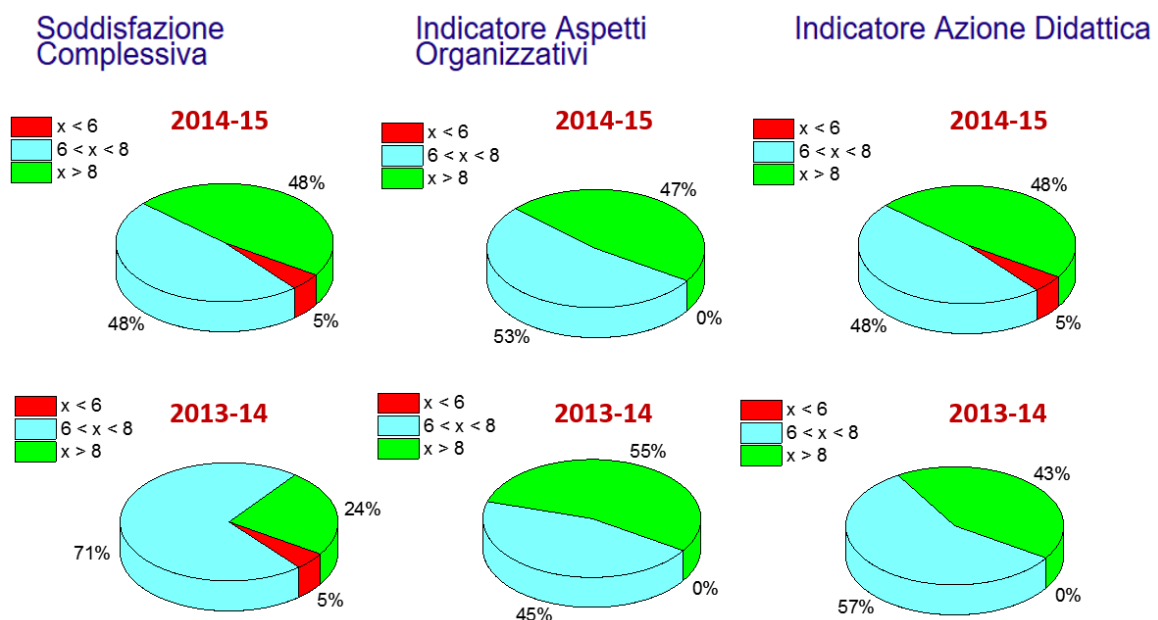 Soddisfazione
Complessiva
Indicatore Aspetti
Organizzativi
Indicatore Azione Didattica
2014-15
x < 6
6 < x < 8
x > 8
48%
48%
5%
2014-15
x < 6
6 < x < 8
x > 8
47%
53%
0%
2014-15
x < 6
6 < x < 8
x > 8
48%
48%
5%
2013-14
x < 6
6 < x < 8
x > 8
24%
71%
5%
2013-14
x < 6
6 < x < 8
x > 8
55%
45%
0%
2013-14
x < 6
6 < x < 8
x > 8
43%
57%
0%